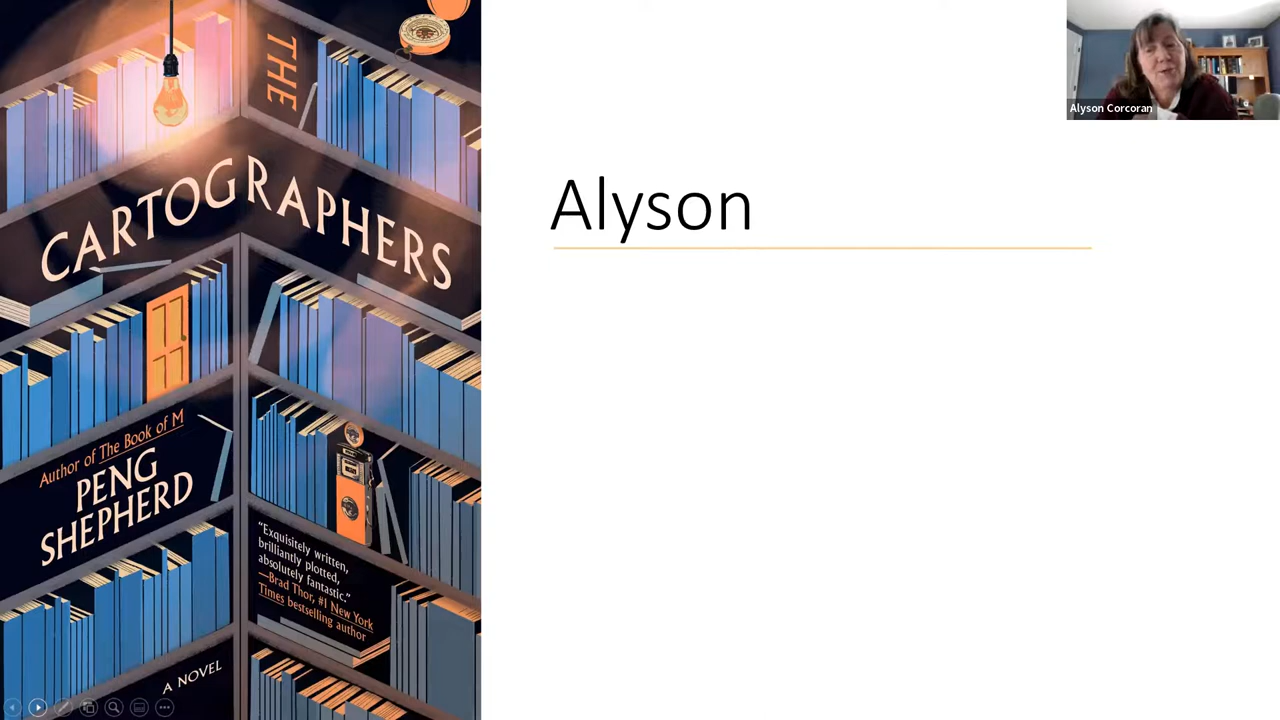 THE
CARTOGRAPHERS
Author of The Book of M
PENG
SHEPHERD
"Exquisitely written,
brilliantly plotted,
absolutely fantastic."
—Brad Thor, #1 New York
Times bestselling author
A NOVEL
Alyson
Alyson Corcoran